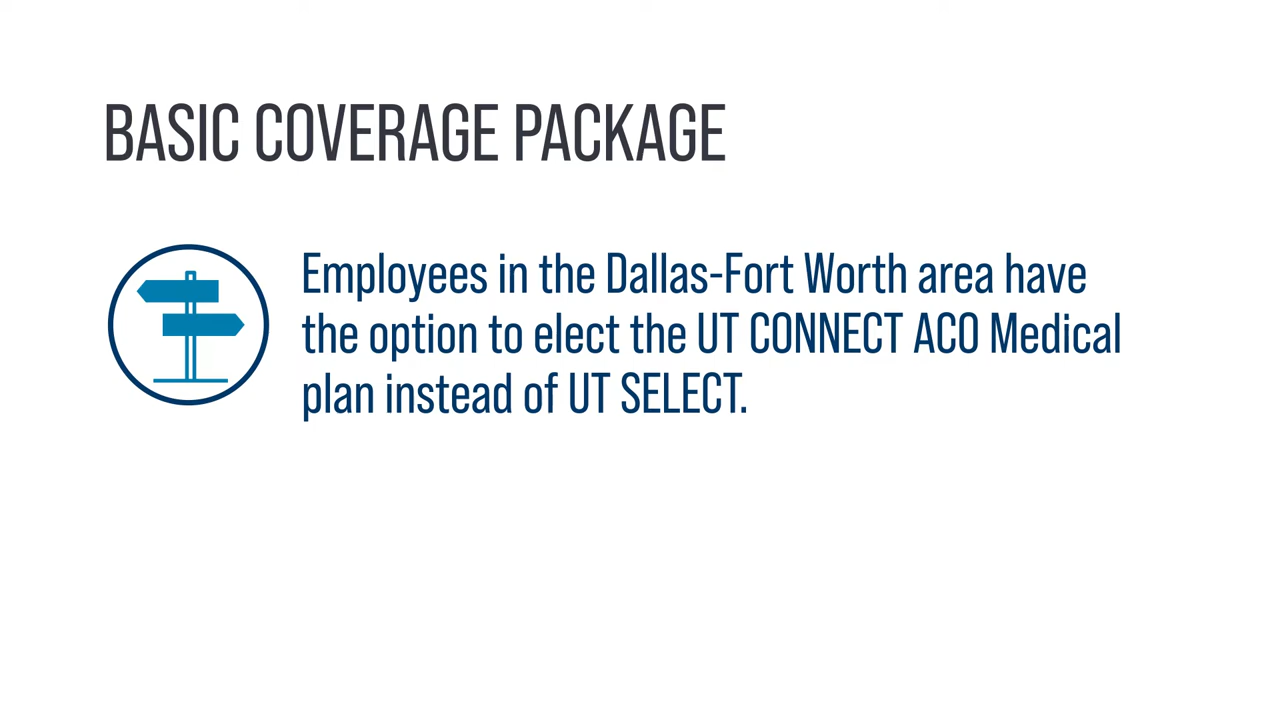 BASIC COVERAGE PACKAGE
Employees in the Dallas-Fort Worth area have
the option to elect the UT CONNECT ACO Medical
plan instead of UT SELECT.